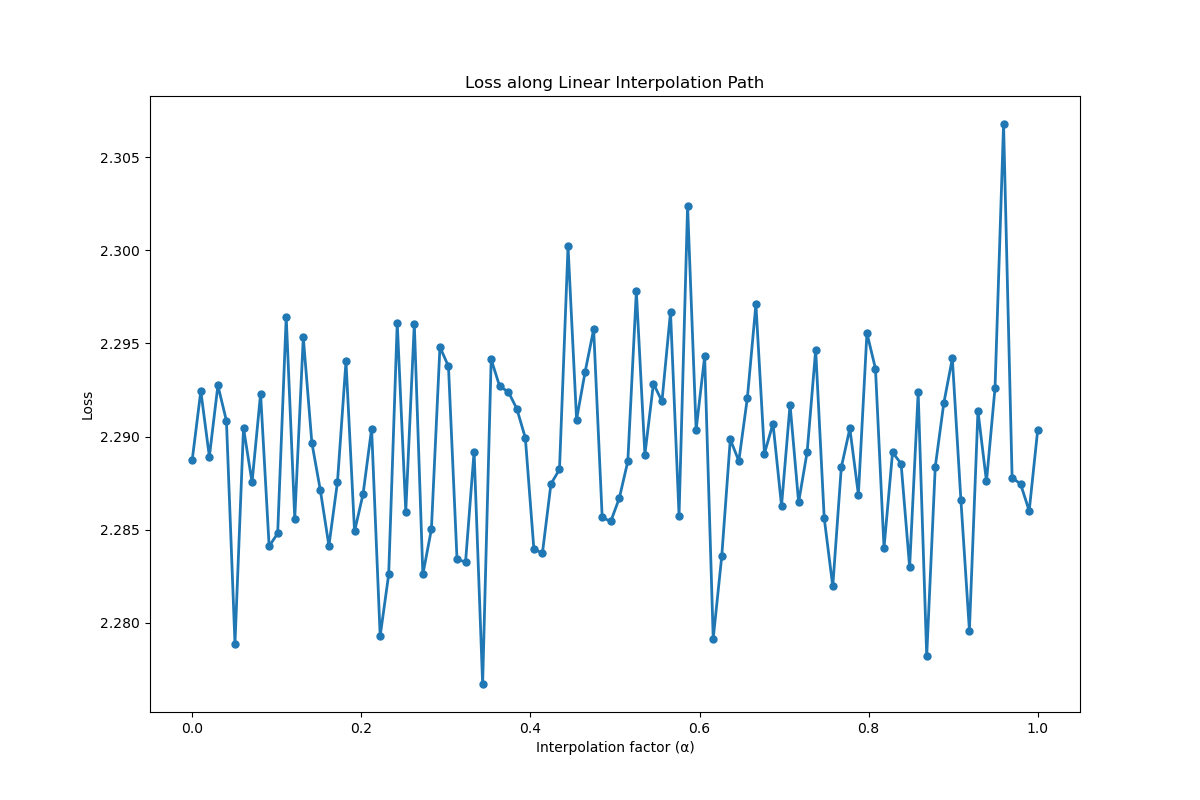 Loss along Linear Interpolation Path
2.305
2.300
2.295
2.290
2.285
2.280
Loss
0.0 0.2 0.4 0.6 0.8 1.0
Interpolation factor (α)